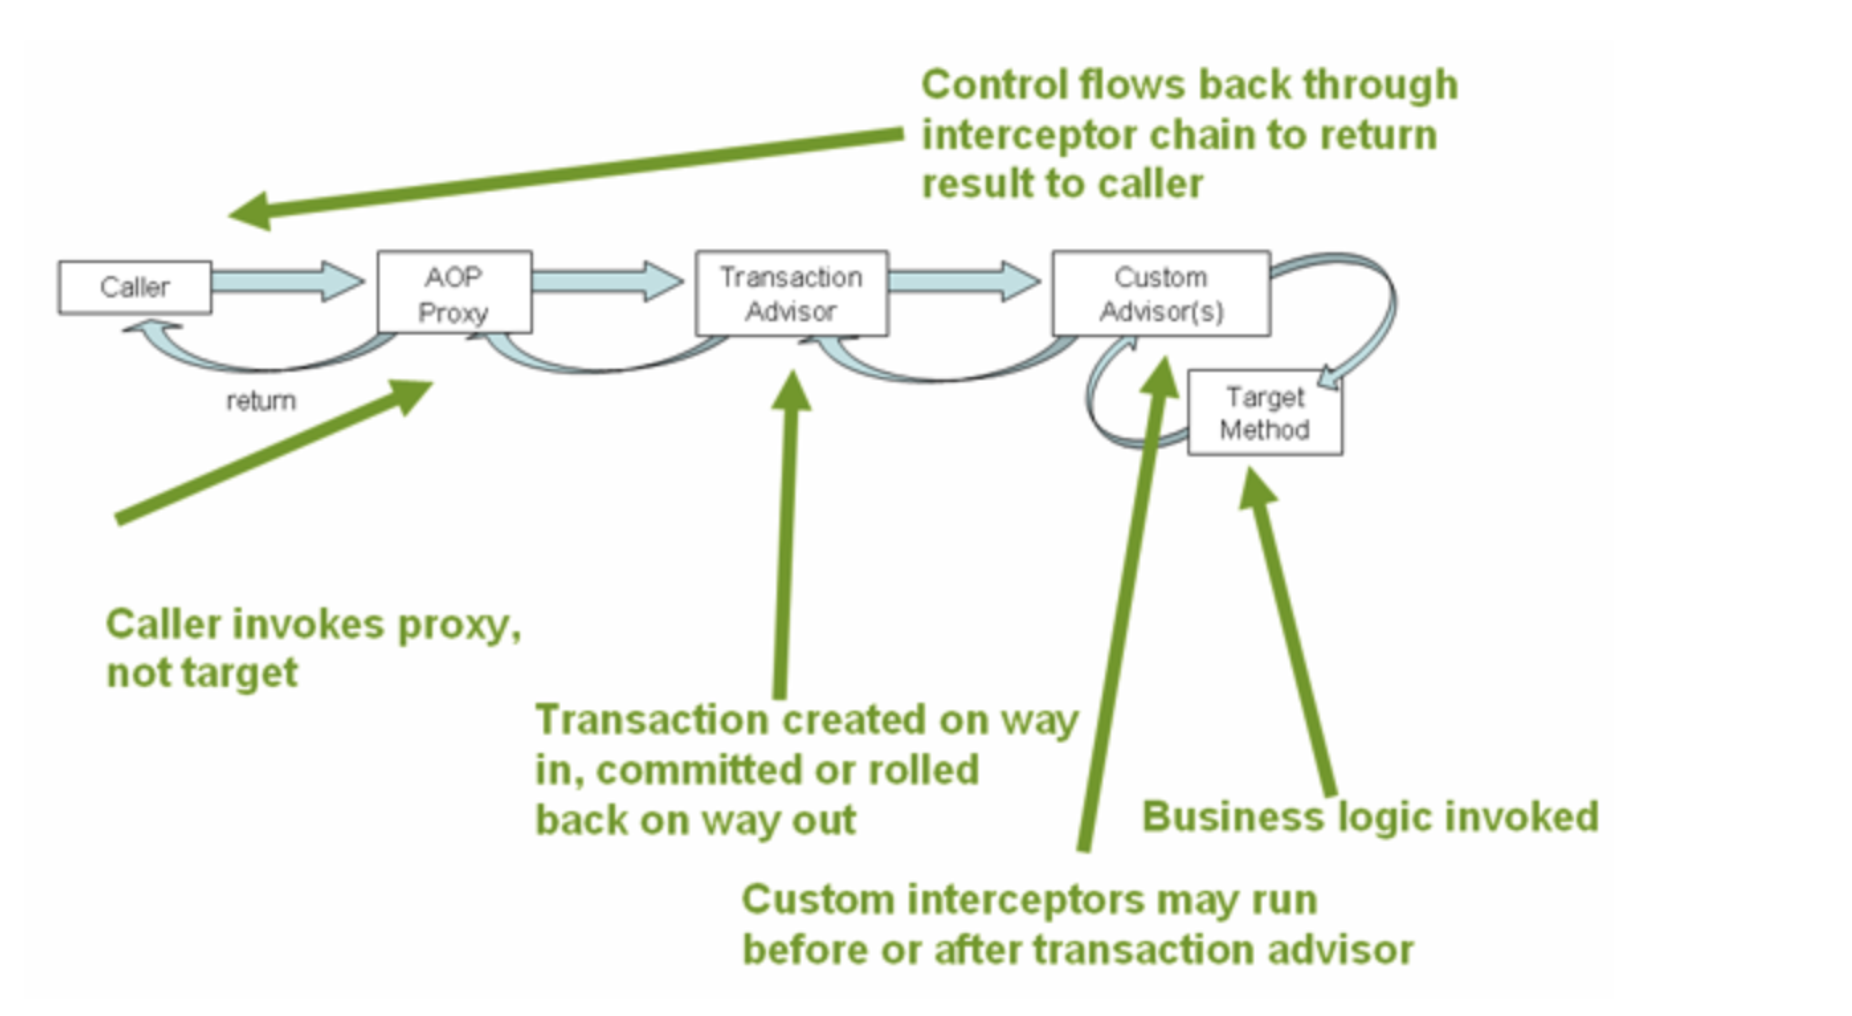 Control flows back through
interceptor chain to return
result to caller
Caller
AOP
Proxy
Transaction
Advisor
Custom
Advisor(s)
return
Target
Method
Caller invokes proxy,
not target
Transaction created on way
in, committed or rolled
back on way out
Business logic invoked
Custom interceptors may run
before or after transaction advisor